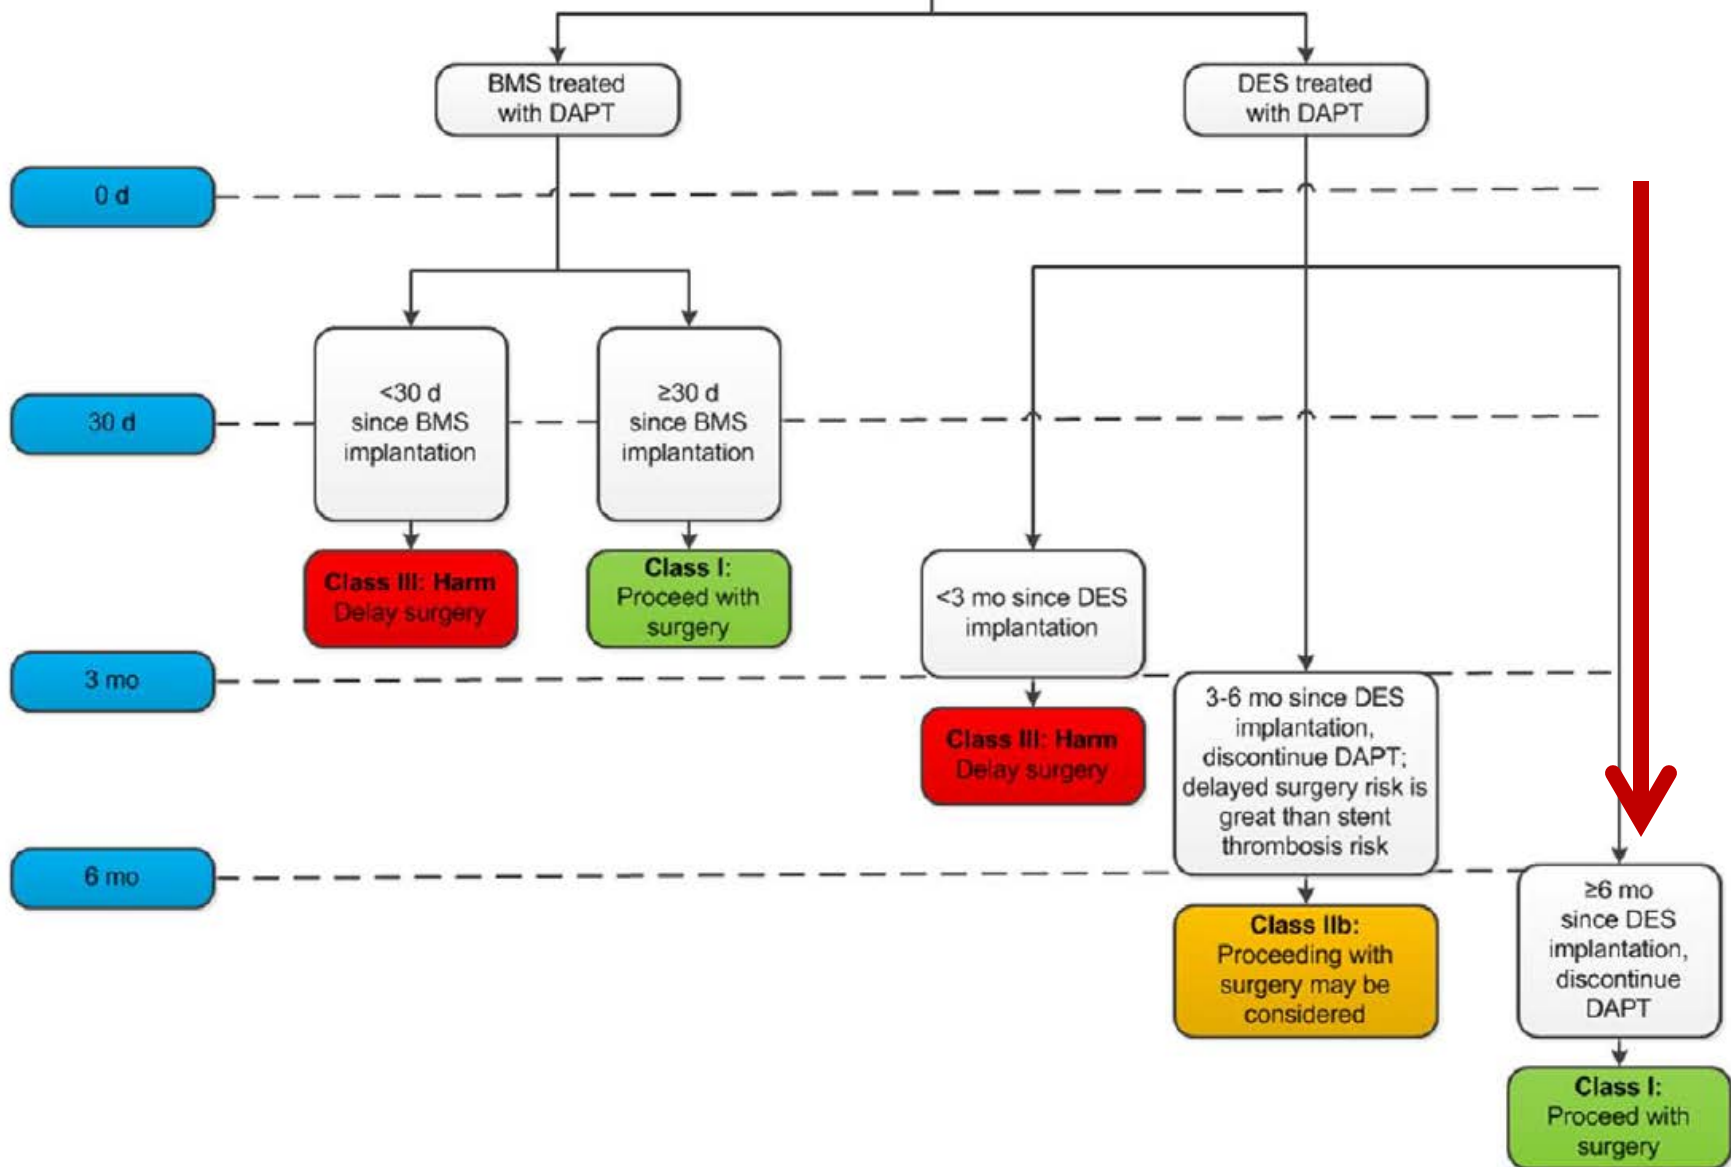 BMS treated
with DAPT
DES treated
with DAPT
0 d
30 d
<30 d
since BMS
implantation
≥30 d
since BMS
implantation
Class III: Harm
Delay surgery
Class I:
Proceed with
surgery
<3 mo since DES
implantation
3 mo
Class III: Harm
Delay surgery
3-6 mo since DES
implantation,
discontinue DAPT;
delayed surgery risk is
great than stent
thrombosis risk
6 mo
Class IIb:
Proceeding with
surgery may be
considered
≥6 mo
since DES
implantation,
discontinue
DAPT
Class I:
Proceed with
surgery